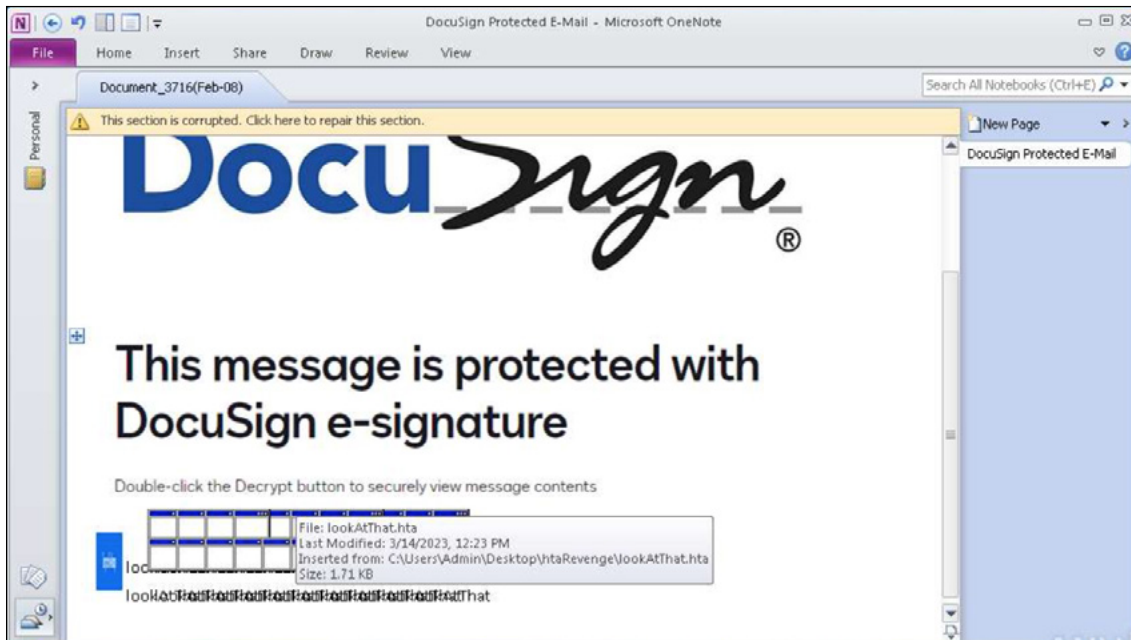 DocuSign Protected E-Mail - Microsoft OneNote
File Home Insert Share Draw Review View
Document_3716(Feb-08)
Search All Notebooks (Ctrl+E)
Personal
This section is corrupted. Click here to repair this section.
New Page
DocuSign Protected E-Mail
DocuSign
®
This message is protected with
DocuSign e-signature
Double-click the Decrypt button to securely view message contents
File: lookAtThat.hta
Last Modified: 3/14/2023, 12:23 PM
Inserted from: C:\Users\Admin\Desktop\htaRevenge\lookAtThat.hta
Size: 1.71 KB